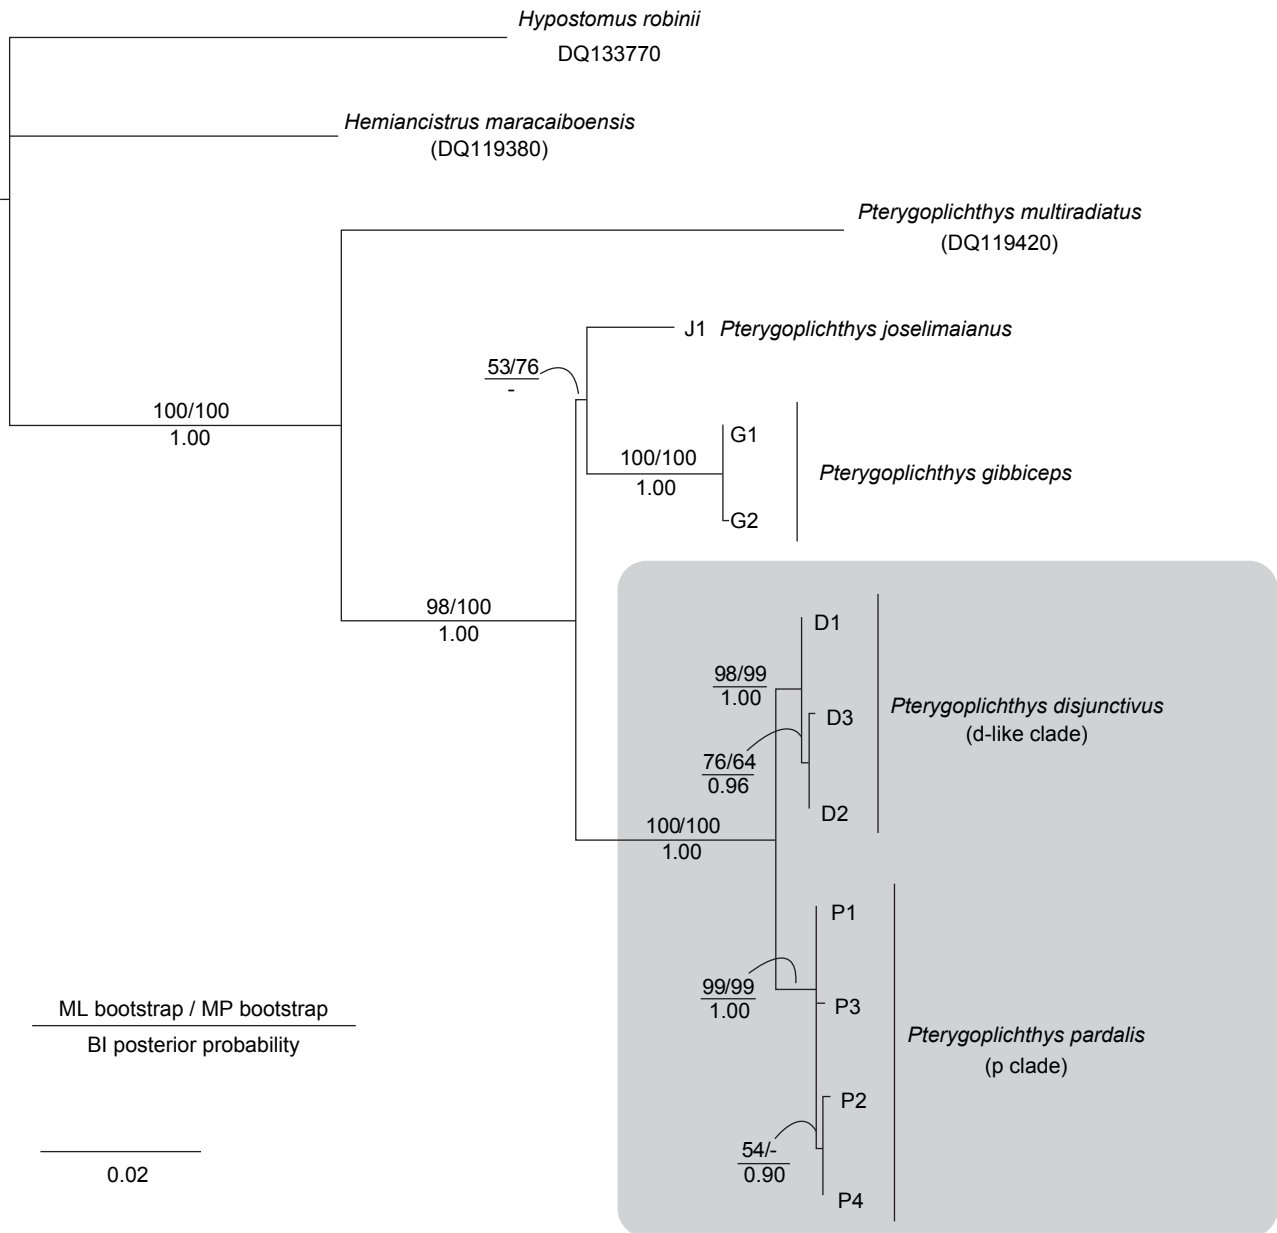 Hypostomus robinii
DQ133770
Hemiancistrus maracaiboensis
(DQ119380)
Pterygoplichthys multiradiatus
(DQ119420)
J1 Pterygoplichthys joselimaianus
53/76
-
100/100
1.00
G1
100/100
1.00
Pterygoplichthys gibbiceps
G2
98/100
1.00
D1
98/99
1.00
D3
Pterygoplichthys disjunctivus
(d-like clade)
76/64
0.96
D2
100/100
1.00
P1
99/99
1.00
P3
Pterygoplichthys pardalis
(p clade)
ML bootstrap / MP bootstrap
BI posterior probability
P2
54/-
0.90
P4
0.02